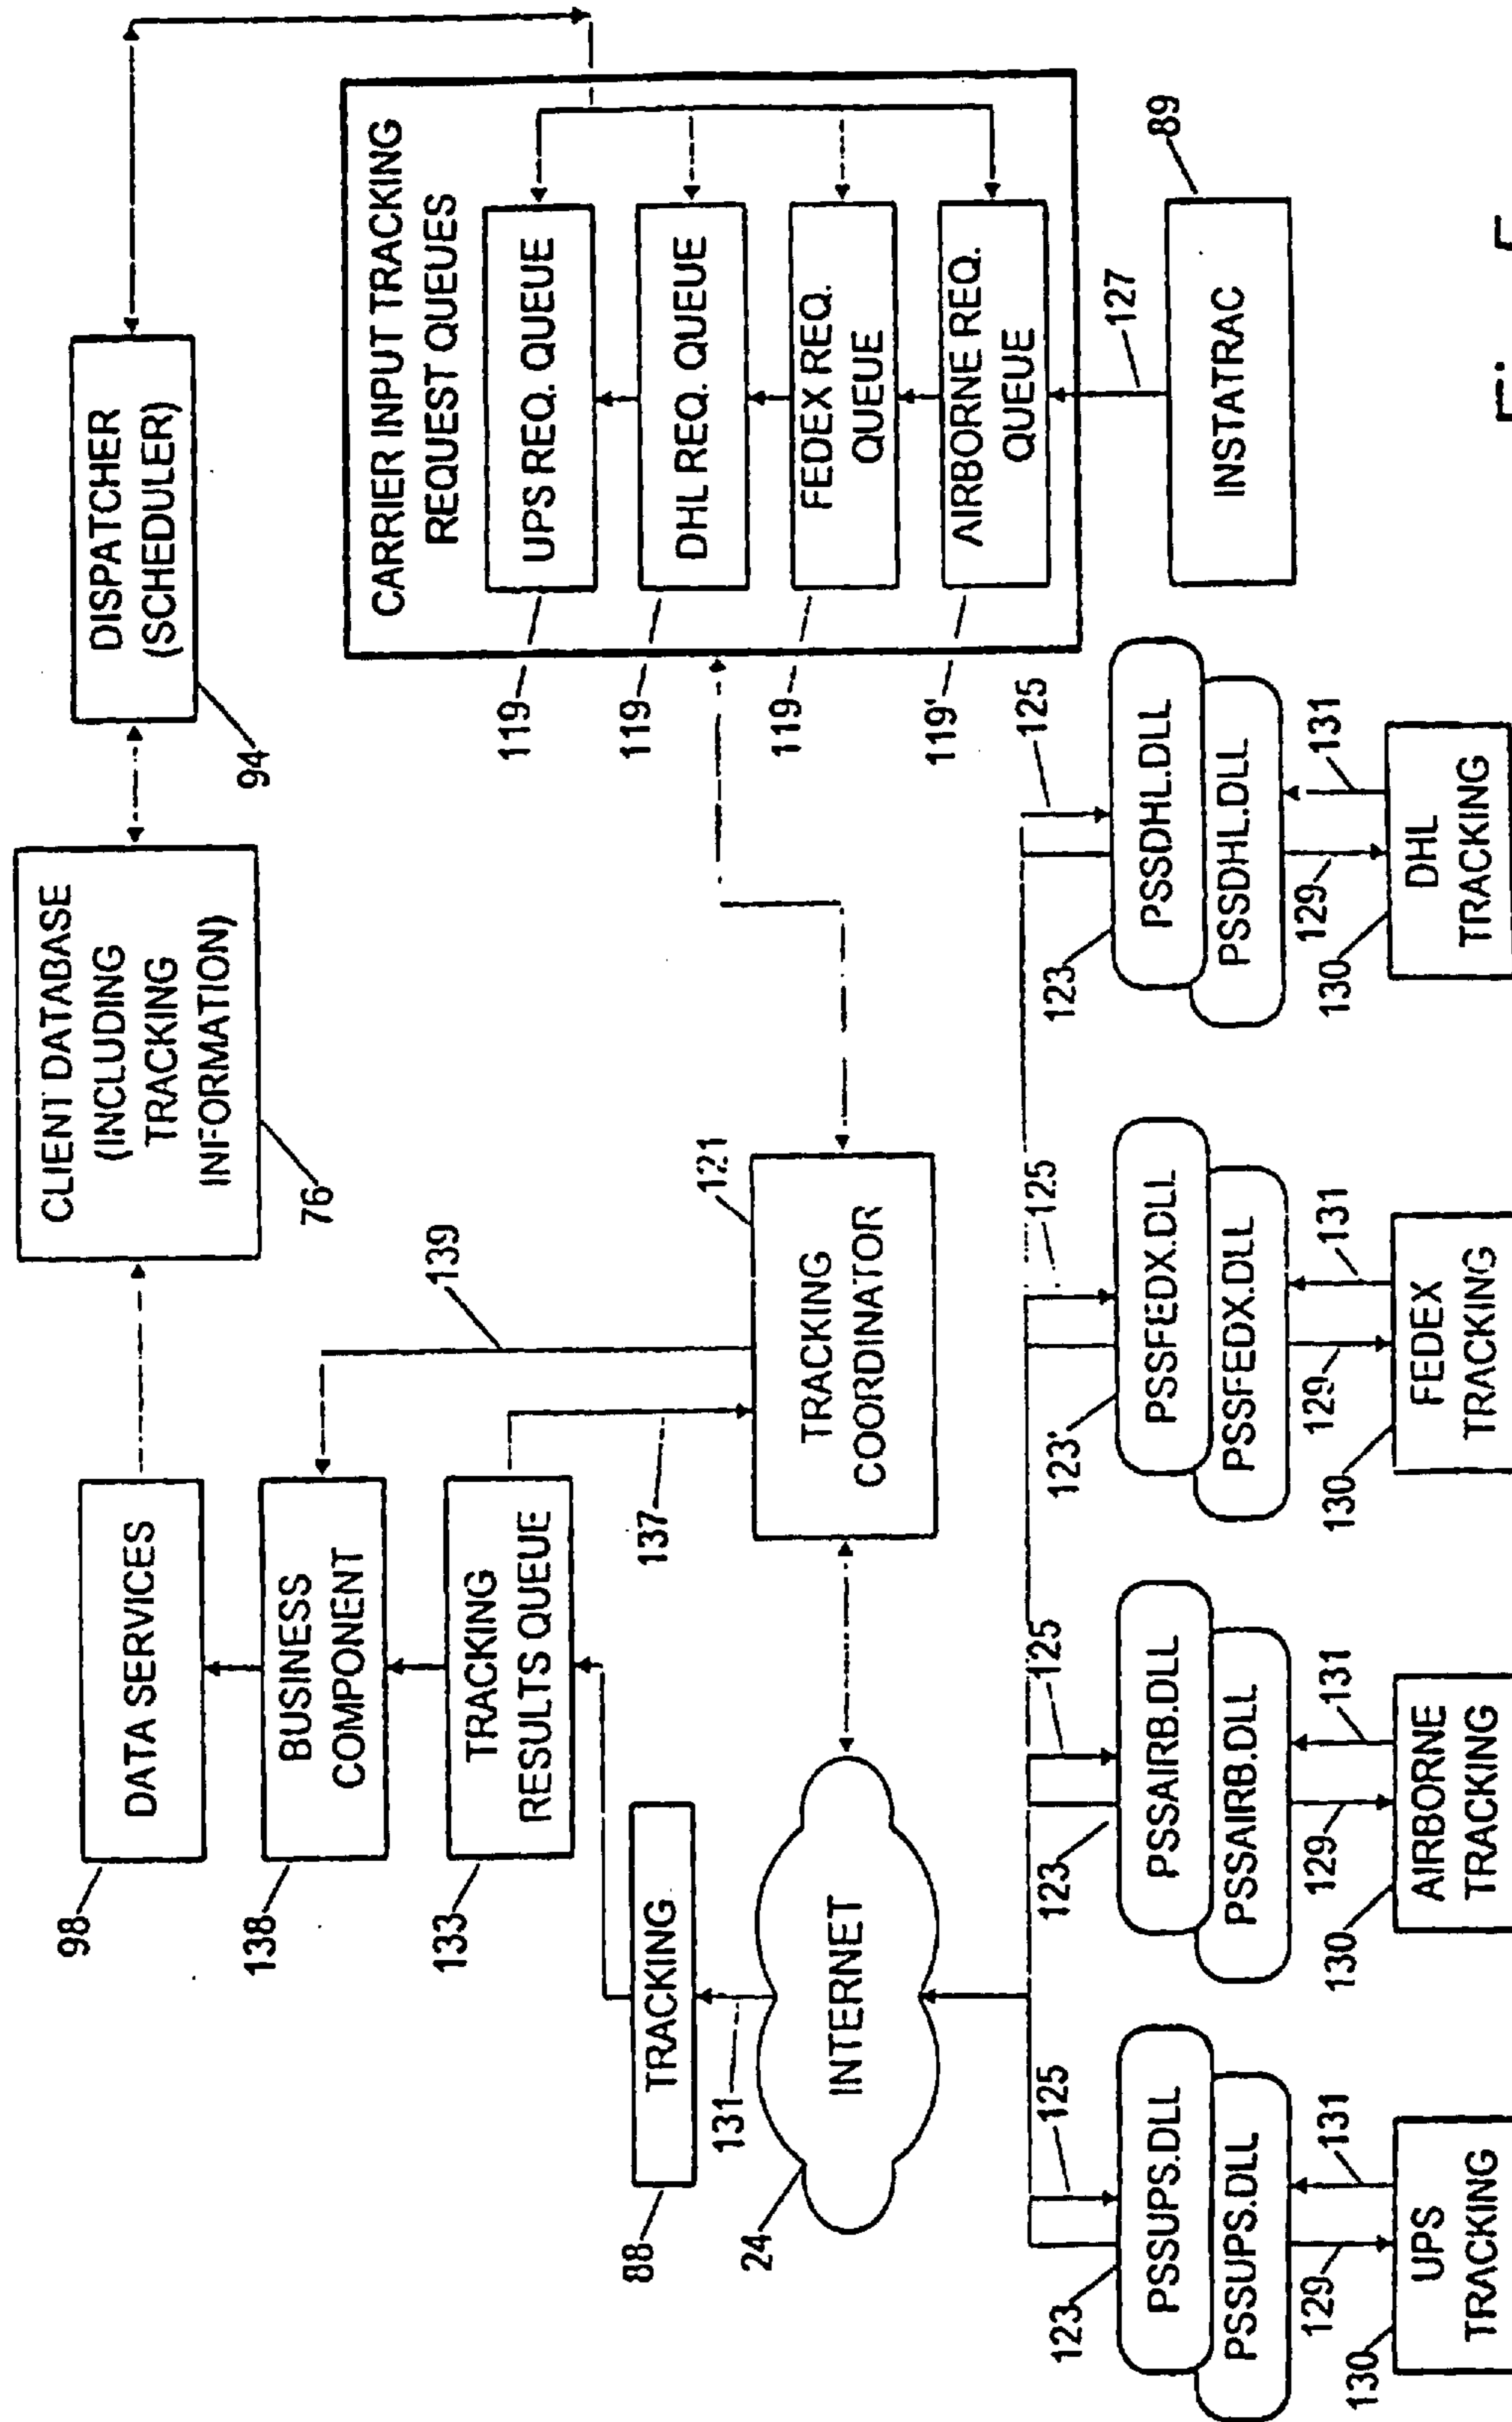 98
DATA SERVICES
138
BUSINESS
COMPONENT
133
TRACKING
RESULTS QUEUE
88
TRACKING
131
24
INTERNET
137
139
TRACKING
COORDINATOR
121
CLIENT DATABASE
(INCLUDING
TRACKING
INFORMATION)
76
DISPATCHER
(SCHEDULER)
94
CARRIER INPUT TRACKING
REQUEST QUEUES
119
UPS REQ. QUEUE
119
DHL REQ. QUEUE
119
FEDEX REQ.
QUEUE
119'
AIRBORNE REQ.
QUEUE
127
INSTATRAC
89
123
125
PSSUPS.DLL
PSSUPS.DLL
129
131
130
UPS
TRACKING
123
125
PSSAIRB.DLL
PSSAIRB.DLL
129
131
130
AIRBORNE
TRACKING
123'
125
PSSFEDX.DLL
PSSFEDX.DLL
129
131
130
FEDEX
TRACKING
123
125
PSSDHL.DLL
PSSDHL.DLL
129
131
130
DHL
TRACKING